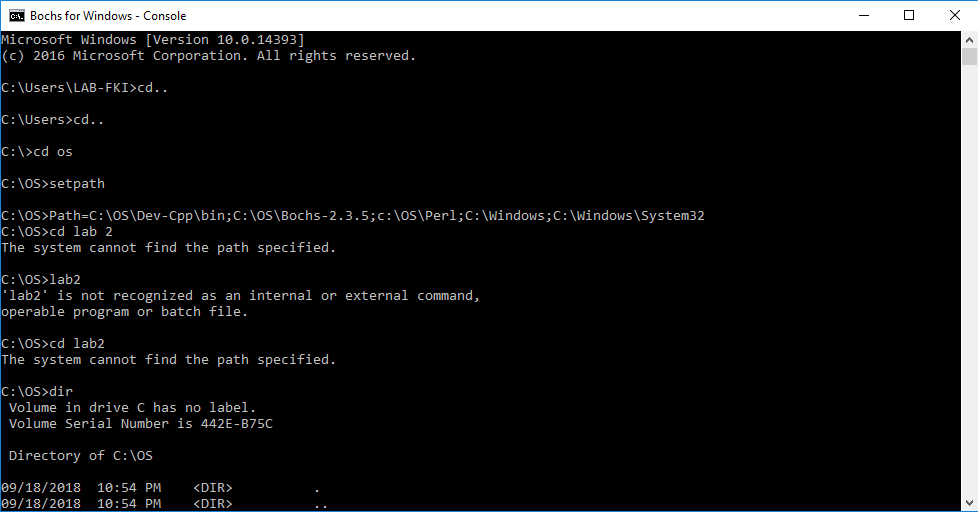 Bochs for Windows - Console
Microsoft Windows [Version 10.0.14393]
(c) 2016 Microsoft Corporation. All rights reserved.
C:\Users\LAB-FKI>cd..
C:\Users>cd..
C:\>cd os
C:\OS>setpath
C:\OS>Path=C:\OS\Dev-Cpp\bin;C:\OS\Bochs-2.3.5;c:\OS\Perl;C:\Windows;C:\Windows\System32
C:\OS>cd lab 2
The system cannot find the path specified.
C:\OS>lab2
'lab2' is not recognized as an internal or external command,
operable program or batch file.
C:\OS>cd lab2
The system cannot find the path specified.
C:\OS>dir
 Volume in drive C has no label.
 Volume Serial Number is 442E-B75C
 Directory of C:\OS
09/18/2018  10:54 PM    <DIR>          .
09/18/2018  10:54 PM    <DIR>          ..